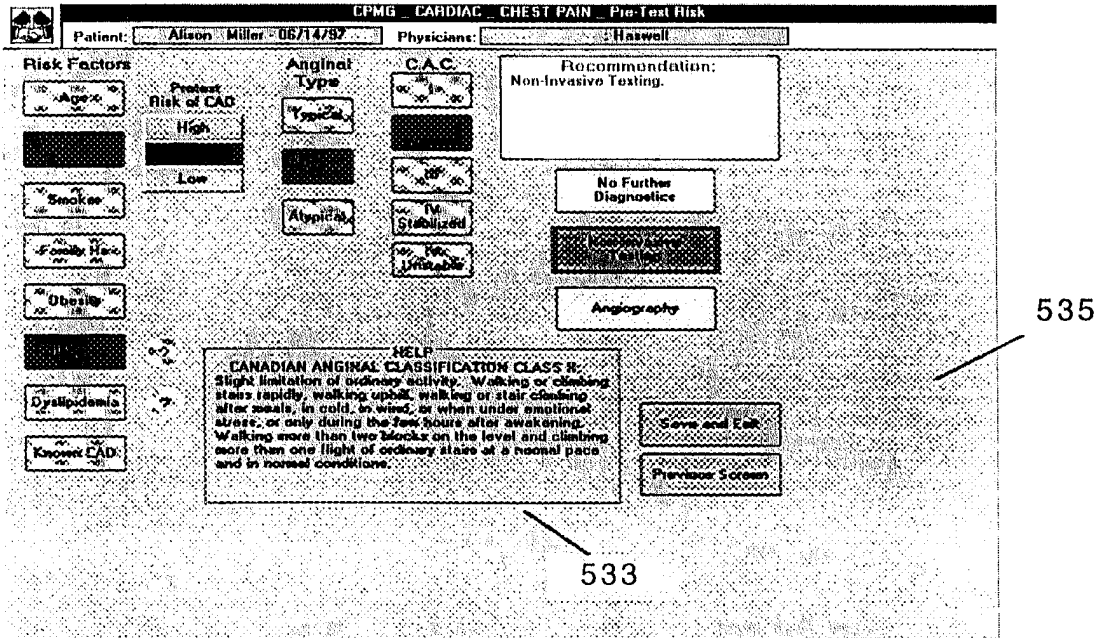 CPMG _ CARDIAC _ CHEST PAIN _ Pre-Test Risk
Patient: Alison Miller - 06/14/97 Physicians: : Haswell
Risk Factors
Age
Smoker
Family Hx.
Obesity
Dyslipidemia
Known CAD
Pretest
Risk of CAD
High
Low
Anginal
Type
Typical
Atypical
C.A.C.
I
III
IV
Stabilized
IV
Unstable
Recommendation:
Non-Invasive Testing.
No Further
Diagnostics
Non-Invasive
Testing
Angiography
HELP
CANADIAN ANGINAL CLASSIFICATION CLASS II:
Slight limitation of ordinary activity. Walking or climbing
stairs rapidly, walking uphill, walking or stair climbing
after meals, in cold, in wind, or when under emotional
stress, or only during the few hours after awakening.
Walking more than two blocks on the level and climbing
more than one flight of ordinary stairs at a normal pace
and in normal conditions.
Save and Exit
Previous Screen
535
533